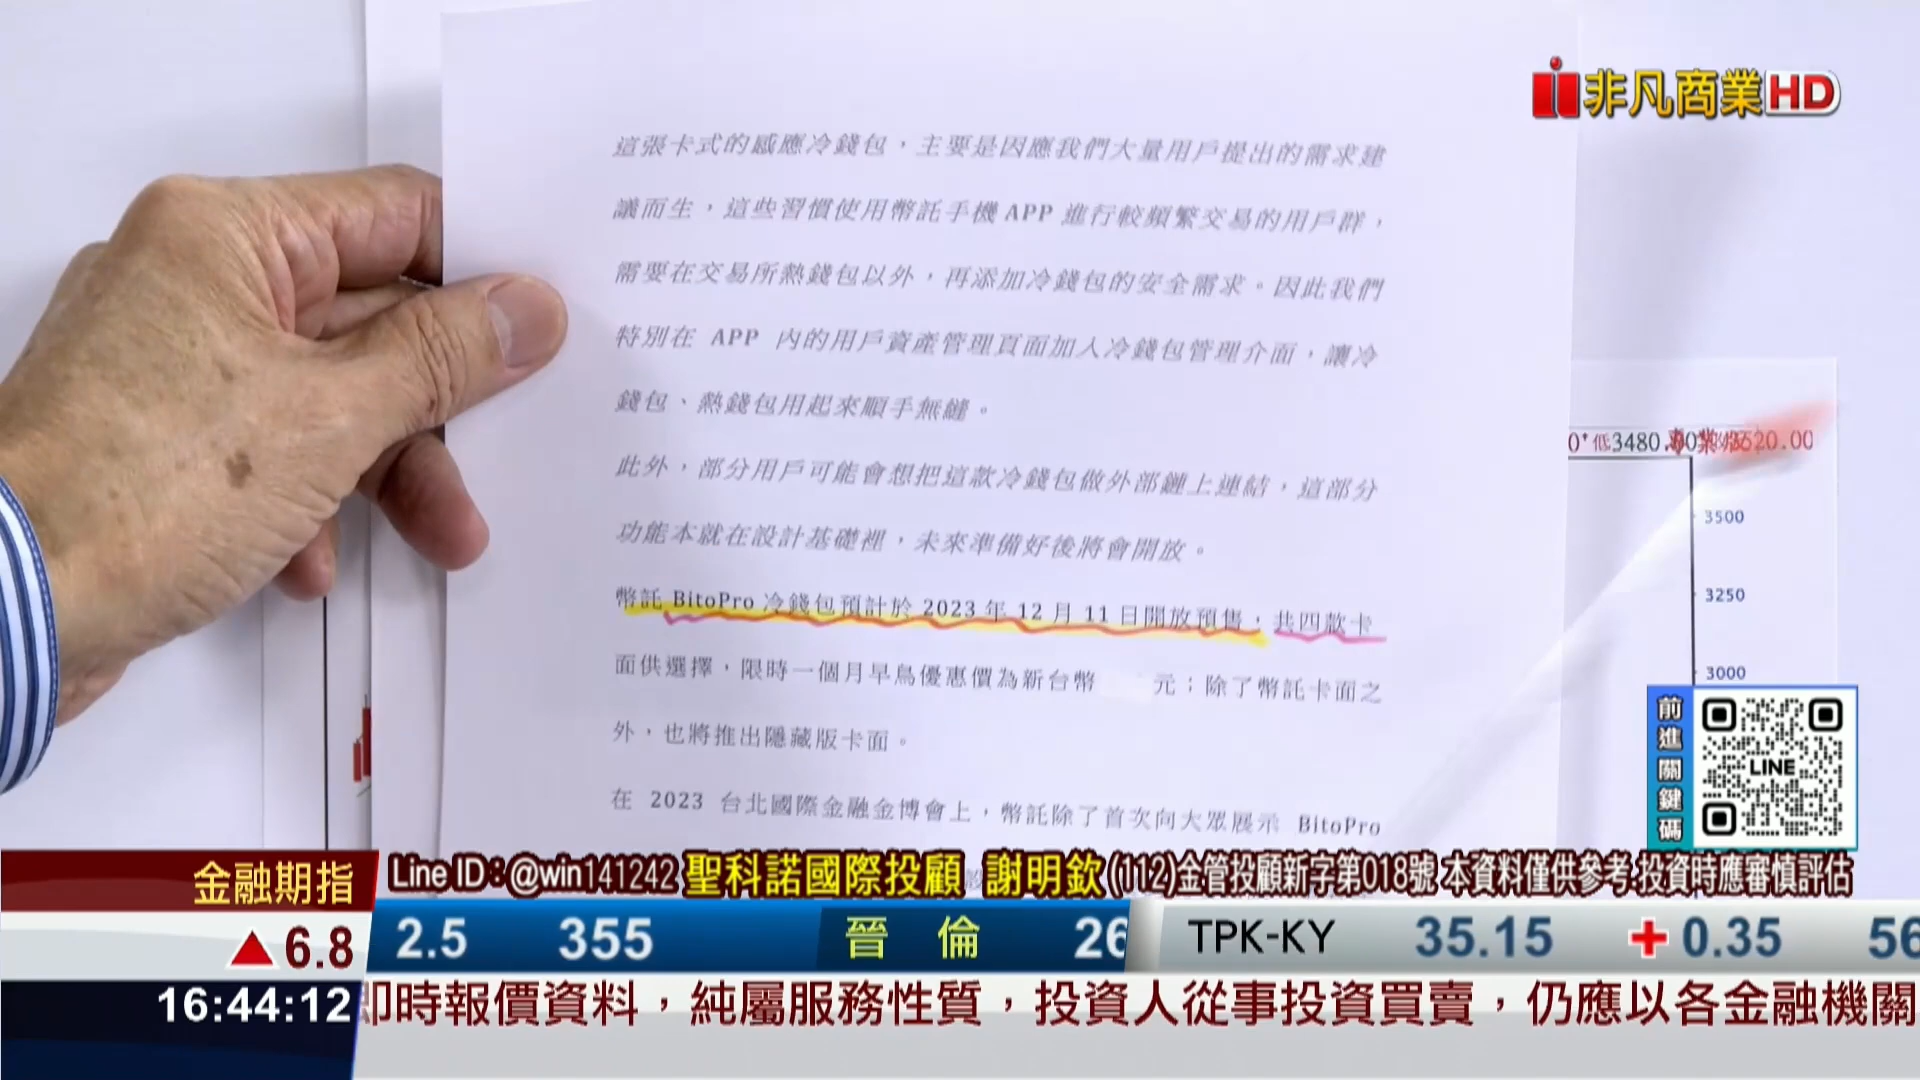 非凡商業HD
這張卡式的感應冷錢包，主要是因應我們大量用戶提出的需求建
議而生，這些習慣使用幣託手機APP 進行較頻繁交易的用戶群，
需要在交易所熱錢包以外，再添加冷錢包的安全需求。因此我們
特別在 APP 內的用戶資產管理頁面加入冷錢包管理介面，讓冷
錢包、熱錢包用起來順手無縫。
此外，部分用戶可能會想把這款冷錢包做外部鏈上連結，這部分
功能本就在設計基礎裡，未來準備好後將會開放。
幣託 BitoPro 冷錢包預計於 2023 年 12 月 11 日開放預售，共四款卡
面供選擇，限時一個月早鳥優惠價為新台幣 元；除了幣託卡面之
外，也將推出隱藏版卡面。
在 2023 台北國際金融金博會上，幣託除了首次向大眾展示 BitoPro
低3480.00 3520.00
3500
3250
3000
前進關鍵碼
LINE
金融期指
Line ID：@win141242 聖科諾國際投顧 謝明欽 (112)金管投顧新字第018號 本資料僅供參考.投資時應審慎評估
▲6.8
2.5 355 晉倫 26
TPK-KY 35.15 +0.35 56
16:44:12
即時報價資料，純屬服務性質，投資人從事投資買賣，仍應以各金融機關